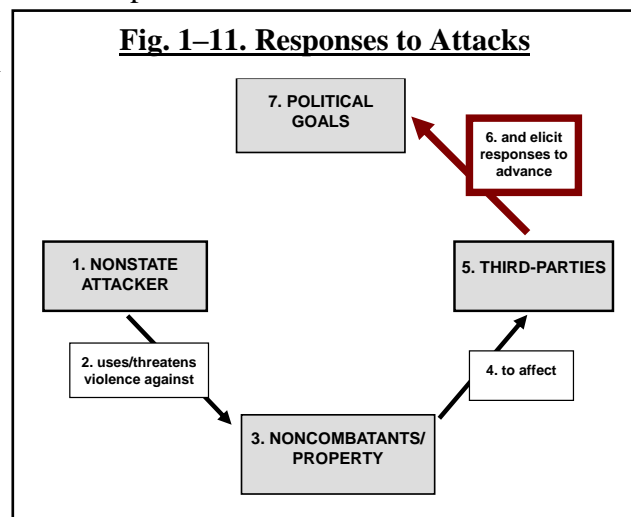 Fig. 1–11. Responses to Attacks
7. POLITICAL
GOALS
6. and elicit
responses to
advance
1. NONSTATE
ATTACKER
5. THIRD-PARTIES
2. uses/threatens
violence against
4. to affect
3. NONCOMBATANTS/
PROPERTY